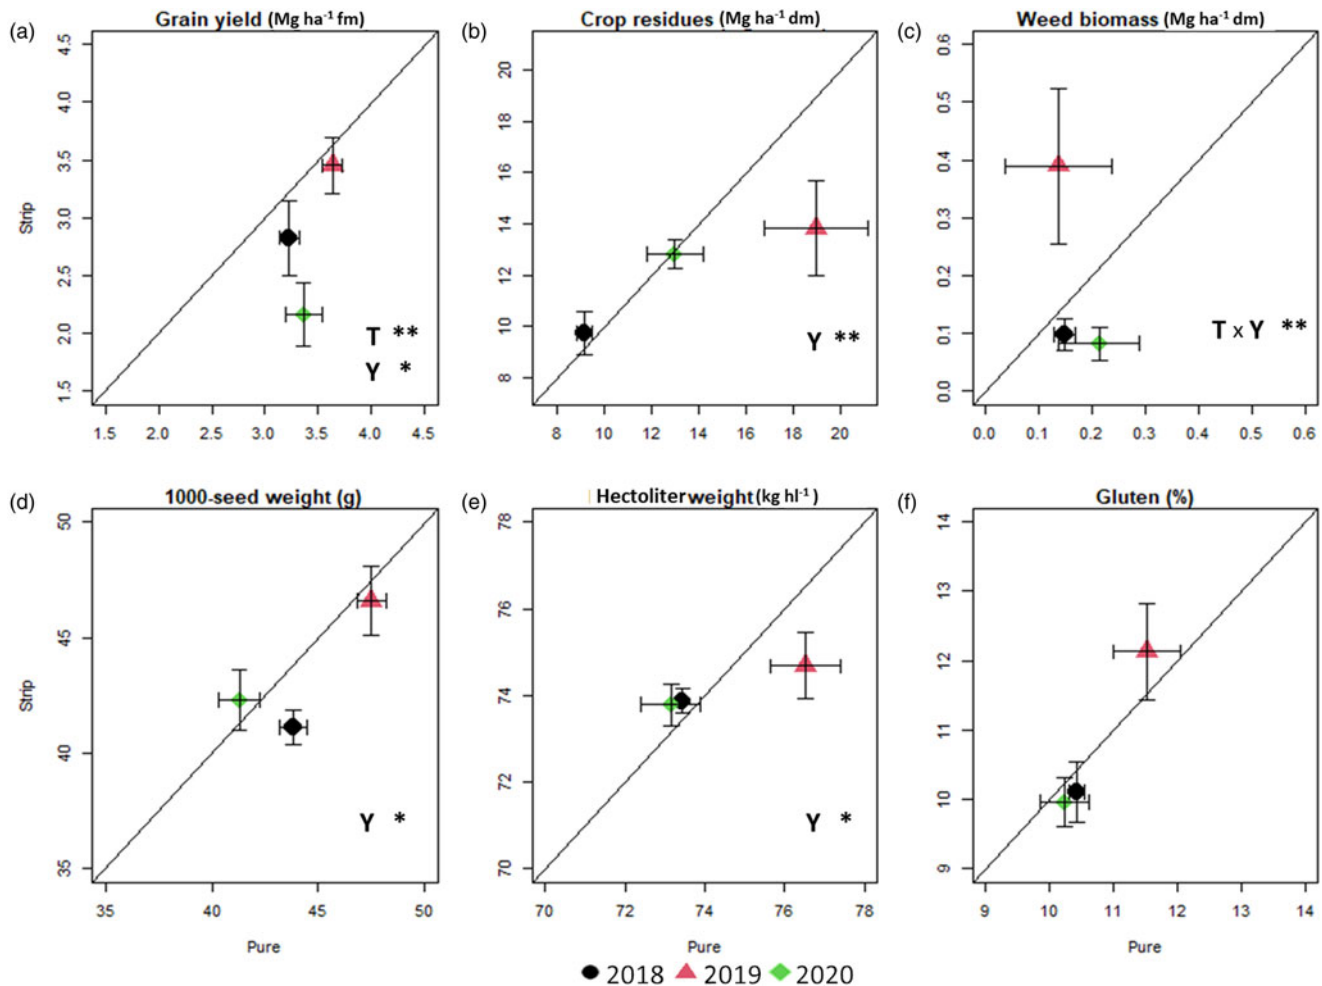 (a) Grain yield (Mg ha⁻¹ fm)
(b) Crop residues (Mg ha⁻¹ dm)
(c) Weed biomass (Mg ha⁻¹ dm)
Strip
4.5
4.0
3.5
3.0
2.5
2.0
1.5
T **
Y *
1.5 2.0 2.5 3.0 3.5 4.0 4.5
20
18
16
14
12
10
8
Y **
8 10 12 14 16 18 20
0.6
0.5
0.4
0.3
0.2
0.1
0.0
T x Y **
0.0 0.1 0.2 0.3 0.4 0.5 0.6
(d) 1000-seed weight (g)
(e) Hectoliter weight (kg hl⁻¹)
(f) Gluten (%)
Strip
50
45
40
35
Y *
35 40 45 50
Pure
78
76
74
72
70
Y *
70 72 74 76 78
Pure
14
13
12
11
10
9
9 10 11 12 13 14
Pure
2018 2019 2020